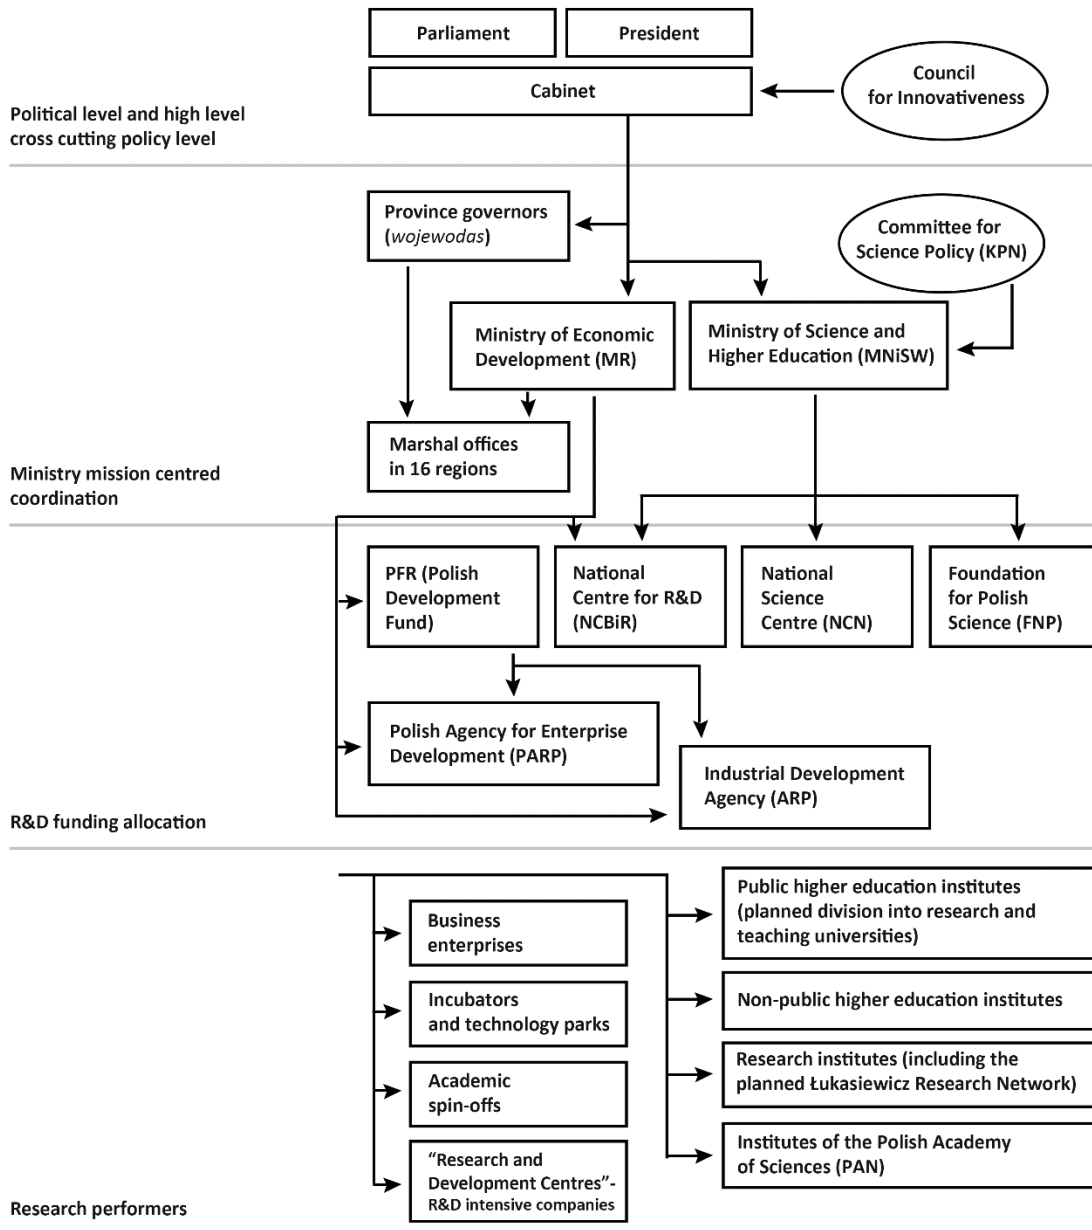 Parliament
President
Cabinet
Council
for Innovativeness
Political level and high level
cross cutting policy level
Province governors
(wojewodas)
Committee for
Science Policy (KPN)
Ministry of Economic
Development (MR)
Ministry of Science and
Higher Education (MNiSW)
Marshal offices
in 16 regions
Ministry mission centred
coordination
PFR (Polish
Development
Fund)
National
Centre for R&D
(NCBiR)
National
Science
Centre (NCN)
Foundation
for Polish
Science (FNP)
Polish Agency for Enterprise
Development (PARP)
Industrial Development
Agency (ARP)
R&D funding allocation
Business
enterprises
Incubators
and technology parks
Academic
spin-offs
“Research and
Development Centres”-
R&D intensive companies
Public higher education institutes
(planned division into research and
teaching universities)
Non-public higher education institutes
Research institutes (including the
planned Łukasiewicz Research Network)
Institutes of the Polish Academy
of Sciences (PAN)
Research performers